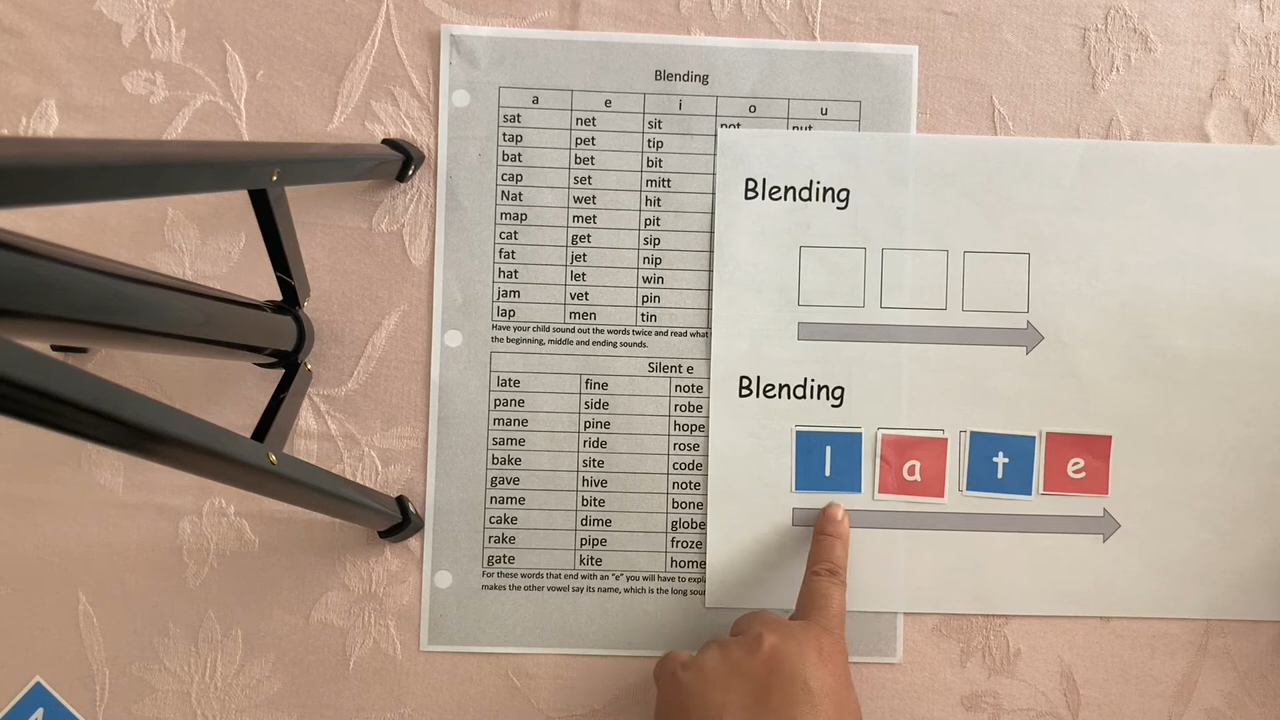 Blending
a e i o u
sat net sit not nut
tap pet tip
bat bet bit
cap set mitt
Nat wet hit
map met pit
cat get sip
fat jet nip
hat let win
jam vet pin
lap men tin
Have your child sound out the words twice and read what
the beginning, middle and ending sounds.
Silent e
late fine note
pane side robe
mane pine hope
same ride rose
bake site code
gave hive note
name bite bone
cake dime globe
rake pipe froze
gate kite home
For these words that end with an "e" you will have to
makes the other vowel say its name, which is the long
Blending
Blending
l a t e